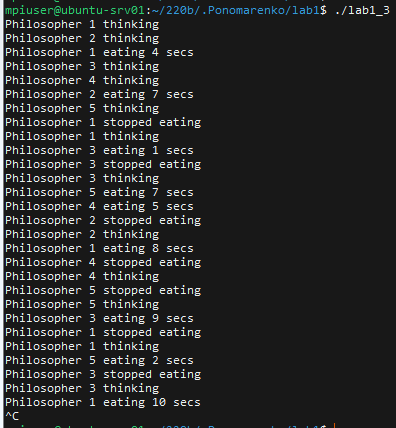 mpiuser@ubuntu-srv01:~/220b/.Ponomarenko/lab1$ ./lab1_3
Philosopher 1 thinking
Philosopher 2 thinking
Philosopher 1 eating 4 secs
Philosopher 3 thinking
Philosopher 4 thinking
Philosopher 2 eating 7 secs
Philosopher 5 thinking
Philosopher 1 stopped eating
Philosopher 1 thinking
Philosopher 3 eating 1 secs
Philosopher 3 stopped eating
Philosopher 3 thinking
Philosopher 5 eating 7 secs
Philosopher 4 eating 5 secs
Philosopher 2 stopped eating
Philosopher 2 thinking
Philosopher 1 eating 8 secs
Philosopher 4 stopped eating
Philosopher 4 thinking
Philosopher 5 stopped eating
Philosopher 5 thinking
Philosopher 3 eating 9 secs
Philosopher 1 stopped eating
Philosopher 1 thinking
Philosopher 5 eating 2 secs
Philosopher 3 stopped eating
Philosopher 3 thinking
Philosopher 1 eating 10 secs
^C